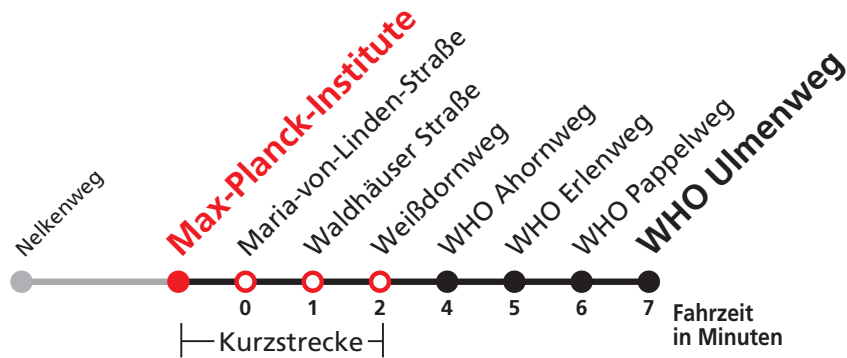 Nelkenweg
Max-Planck-Institute
Maria-von-Linden-Straße
Waldhäuser Straße
Weißdornweg
WHO Ahornweg
WHO Erlenweg
WHO Pappelweg
WHO Ulmenweg
0 1 2 4 5 6 7
Fahrzeit
in Minuten
Kurzstrecke